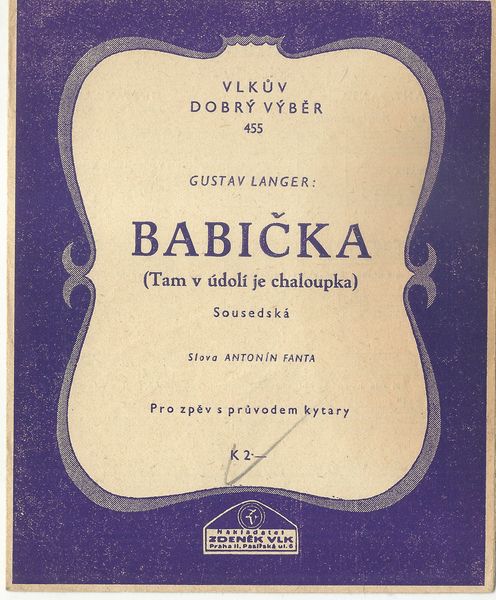 VLKŮV
DOBRÝ VÝBĚR
455
GUSTAV LANGER:
BABIČKA
(Tam v údolí je chaloupka)
Sousedská
Slova ANTONÍN FANTA
Pro zpěv s průvodem kytary
K 2·—
Nakladatel
ZDENĚK VLK
Praha II, Pasířská ul. 6